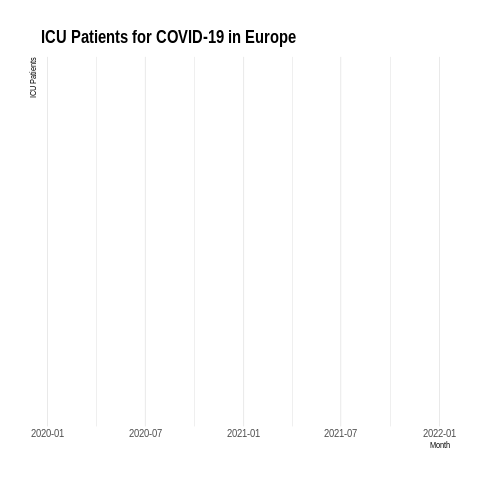 ICU Patients for COVID-19 in Europe
ICU Patients
2020-01 2020-07 2021-01 2021-07 2022-01
Month